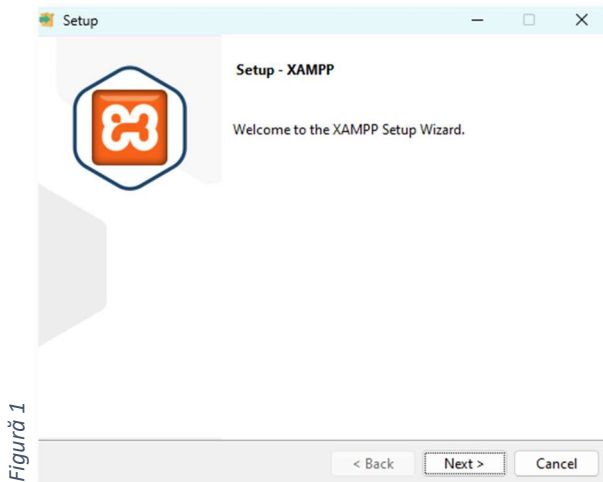 Setup
Setup - XAMPP
Welcome to the XAMPP Setup Wizard.
< Back
Next >
Cancel
Figură 1